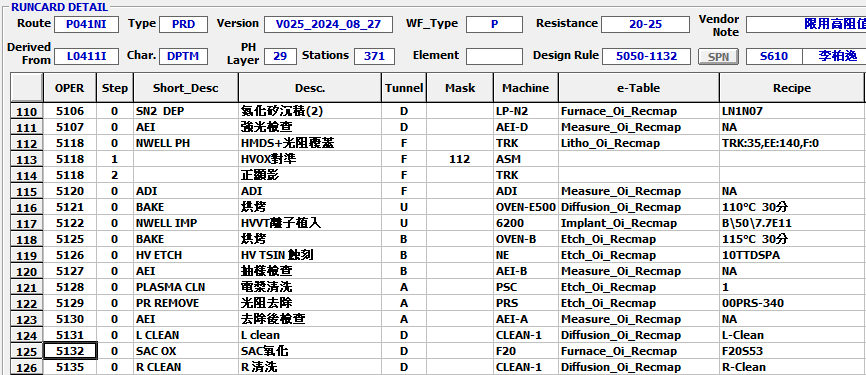 RUNCARD DETAIL
Route P041NI Type PRD Version V025_2024_08_27 WF_Type P Resistance 20-25 Vendor Note 限用高阻值
Derived From L0411I Char. DPTM PH Layer 29 Stations 371 Element Design Rule 5050-1132 SPN S610 李柏逸
OPER Step Short_Desc Desc. Tunnel Mask Machine e-Table Recipe
110 5106 0 SN2 DEP 氮化矽沉積(2) D LP-N2 Furnace_Oi_Recmap LN1N07
111 5107 0 AEI 強光檢查 D AEI-D Measure_Oi_Recmap NA
112 5118 0 NWELL PH HMDS+光阻覆蓋 F TRK Litho_Oi_Recmap TRK:35,EE:140,F:0
113 5118 1 HVOX對準 F 112 ASM
114 5118 2 正顯影 F TRK
115 5120 0 ADI ADI F ADI Measure_Oi_Recmap NA
116 5121 0 BAKE 烘烤 U OVEN-E500 Diffusion_Oi_Recmap 110°C 30分
117 5122 0 NWELL IMP HVVT離子植入 U 6200 Implant_Oi_Recmap B\50\7.7E11
118 5125 0 BAKE 烘烤 B OVEN-B Etch_Oi_Recmap 115°C 30分
119 5126 0 HV ETCH HV TSIN 蝕刻 B NE Etch_Oi_Recmap 10TTDSPA
120 5127 0 AEI 抽樣檢查 B AEI-B Measure_Oi_Recmap NA
121 5128 0 PLASMA CLN 電漿清洗 A PSC Etch_Oi_Recmap 1
122 5129 0 PR REMOVE 光阻去除 A PRS Etch_Oi_Recmap 00PRS-340
123 5130 0 AEI 去除後檢查 A AEI-A Measure_Oi_Recmap NA
124 5131 0 L CLEAN L clean D CLEAN-1 Diffusion_Oi_Recmap L-Clean
125 5132 0 SAC OX SAC氧化 D F20 Furnace_Oi_Recmap F20S53
126 5135 0 R CLEAN R 清洗 D CLEAN-1 Diffusion_Oi_Recmap R-Clean